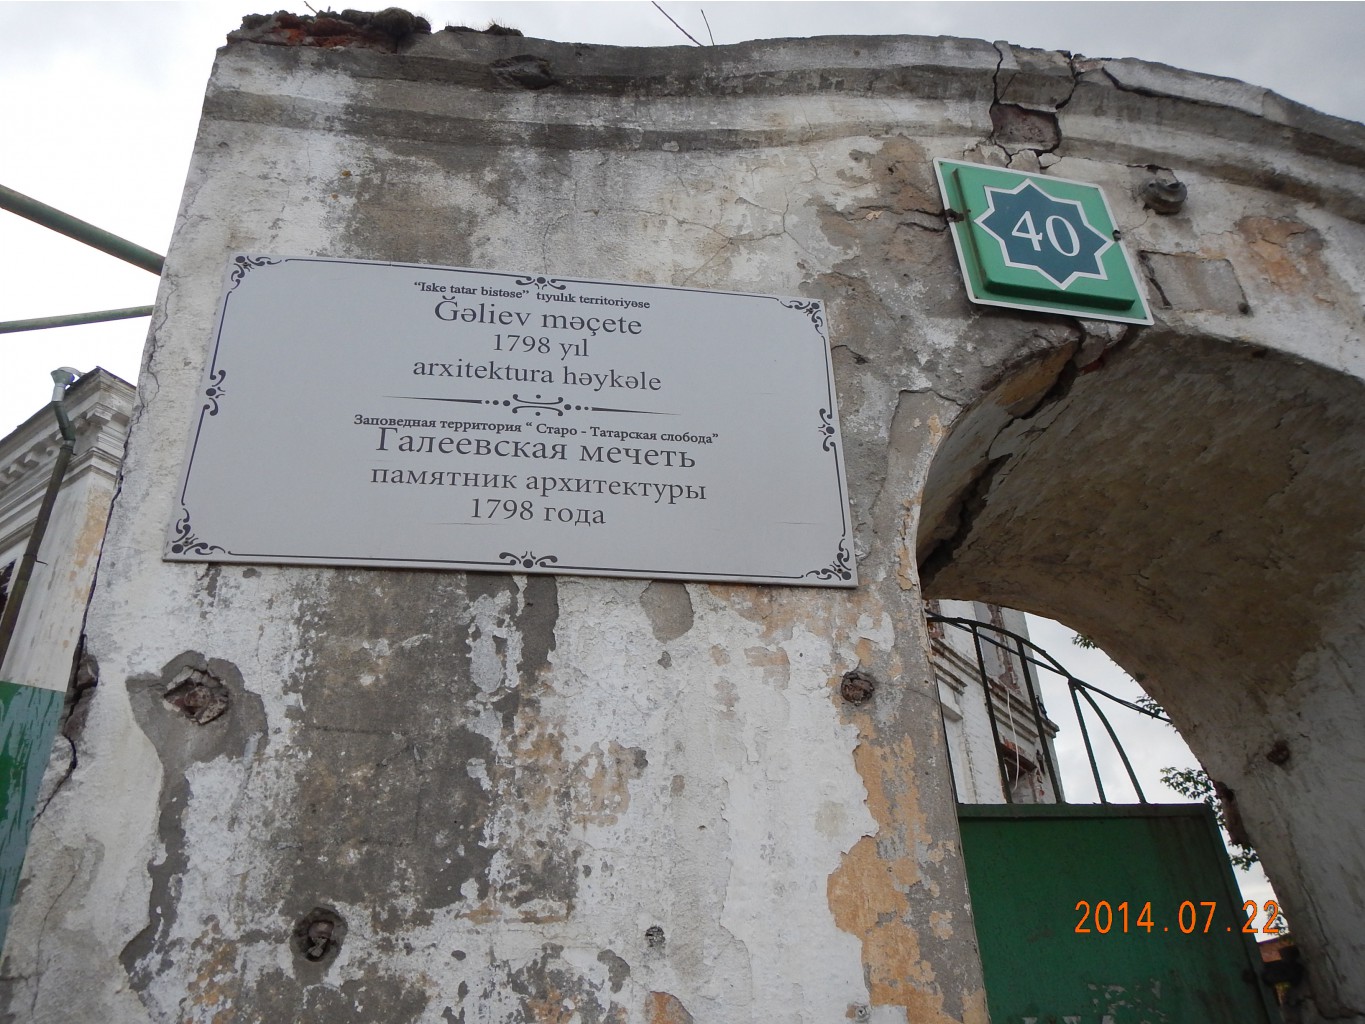 “Iske tatar bistəse” tıyulık territoriyəse
Ğəliev məçete
1798 yıl
arxitektura həykəle
Заповедная территория “ Старо - Татарская слобода”
Галеевская мечеть
памятник архитектуры
1798 года
40
2014.07.22